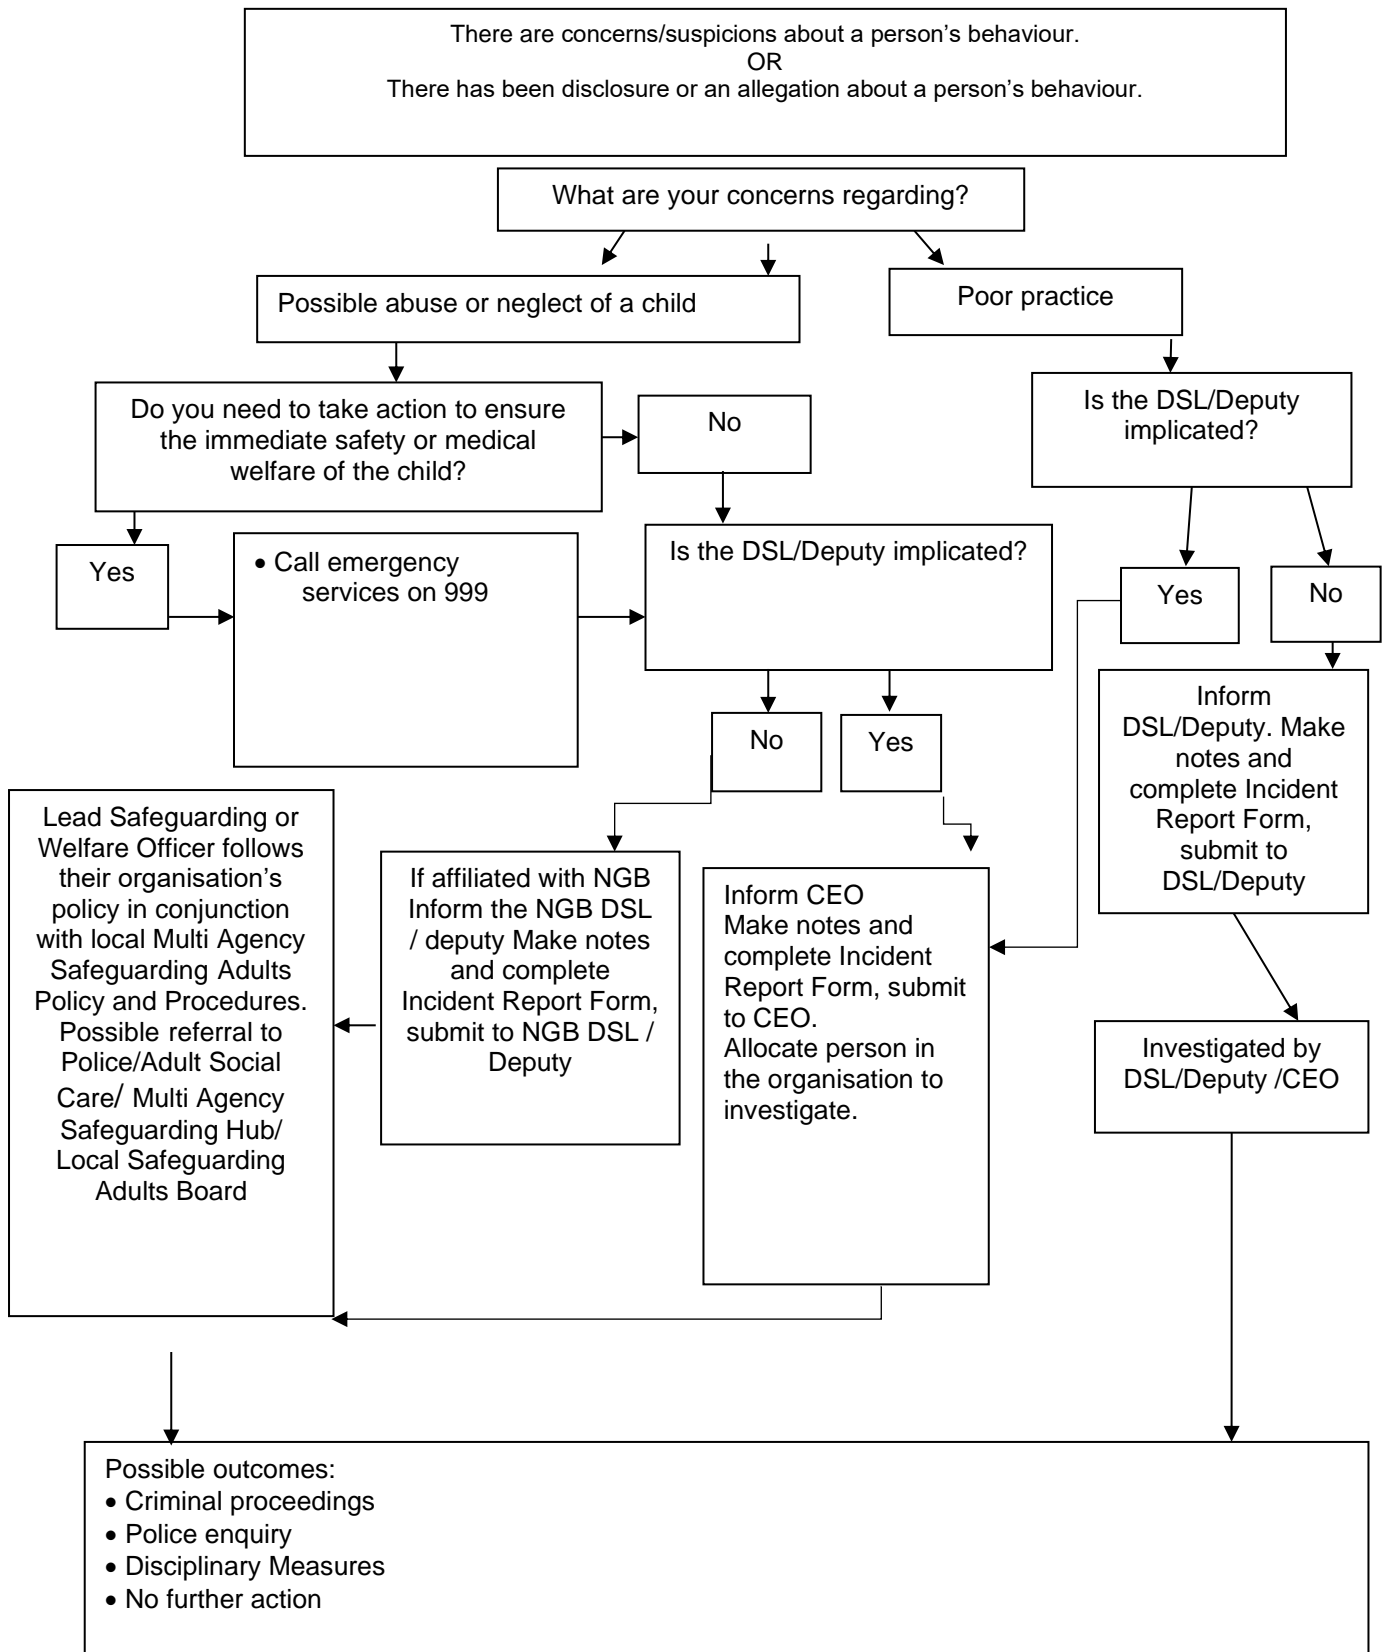 There are concerns/suspicions about a person’s behaviour.
OR
There has been disclosure or an allegation about a person’s behaviour.
What are your concerns regarding?
Possible abuse or neglect of a child
Poor practice
Do you need to take action to ensure
the immediate safety or medical
welfare of the child?
No
Is the DSL/Deputy
implicated?
Yes
• Call emergency
services on 999
Is the DSL/Deputy implicated?
Yes
No
No
Yes
Inform
DSL/Deputy. Make
notes and
complete Incident
Report Form,
submit to
DSL/Deputy
Lead Safeguarding or
Welfare Officer follows
their organisation’s
policy in conjunction
with local Multi Agency
Safeguarding Adults
Policy and Procedures.
Possible referral to
Police/Adult Social
Care/ Multi Agency
Safeguarding Hub/
Local Safeguarding
Adults Board
If affiliated with NGB
Inform the NGB DSL
/ deputy Make notes
and complete
Incident Report Form,
submit to NGB DSL /
Deputy
Inform CEO
Make notes and
complete Incident
Report Form, submit
to CEO.
Allocate person in
the organisation to
investigate.
Investigated by
DSL/Deputy /CEO
Possible outcomes:
• Criminal proceedings
• Police enquiry
• Disciplinary Measures
• No further action